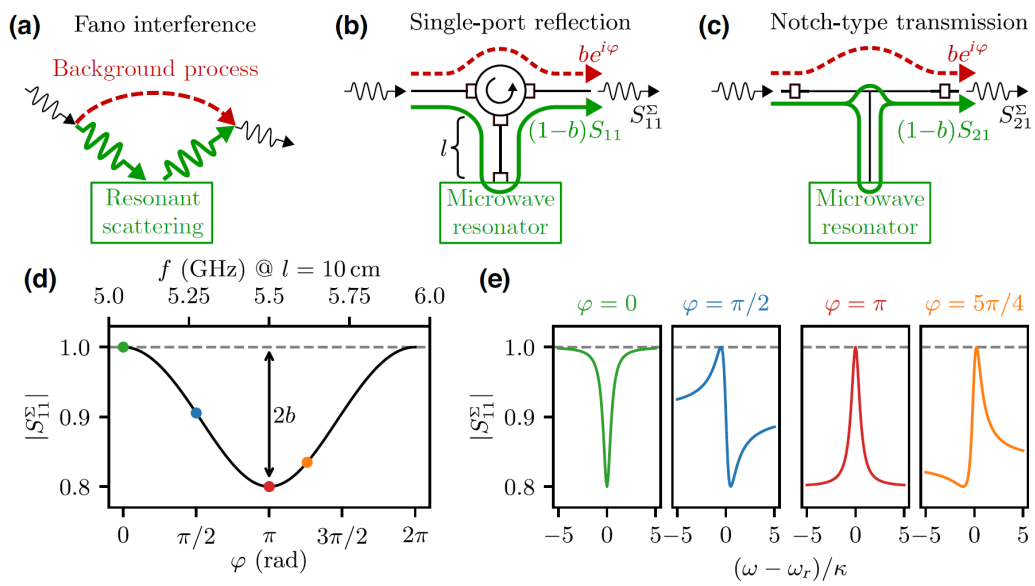 (a) Fano interference
Background process
Resonant
scattering
(b) Single-port reflection
be^{iφ}
S_{11}^Σ
(1−b)S_{11}
l
Microwave
resonator
(c) Notch-type transmission
be^{iφ}
S_{21}^Σ
(1−b)S_{21}
Microwave
resonator
(d) f (GHz) @ l = 10 cm
5.0 5.25 5.5 5.75 6.0
|S_{11}^Σ|
1.0
0.9
0.8
2b
0 π/2 π 3π/2 2π
φ (rad)
(e) φ = 0 φ = π/2 φ = π φ = 5π/4
|S_{11}^Σ|
1.0
0.9
0.8
−5 0 5 −5 0 5 −5 0 5 −5 0 5
(ω − ω_r)/κ